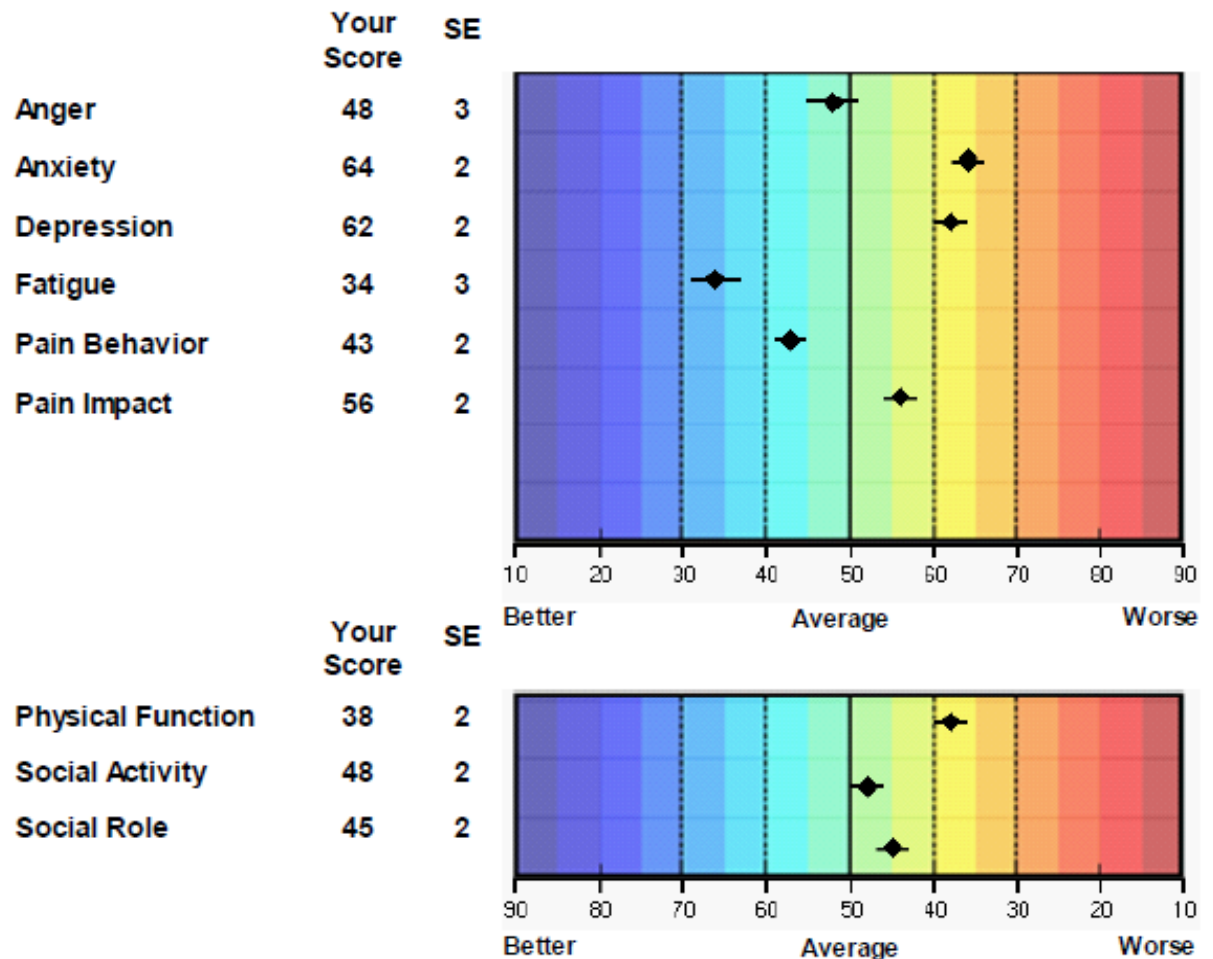 Your Score SE
Anger 48 3
Anxiety 64 2
Depression 62 2
Fatigue 34 3
Pain Behavior 43 2
Pain Impact 56 2
10 20 30 40 50 60 70 80 90
Better Average Worse
Your Score SE
Physical Function 38 2
Social Activity 48 2
Social Role 45 2
90 80 70 60 50 40 30 20 10
Better Average Worse